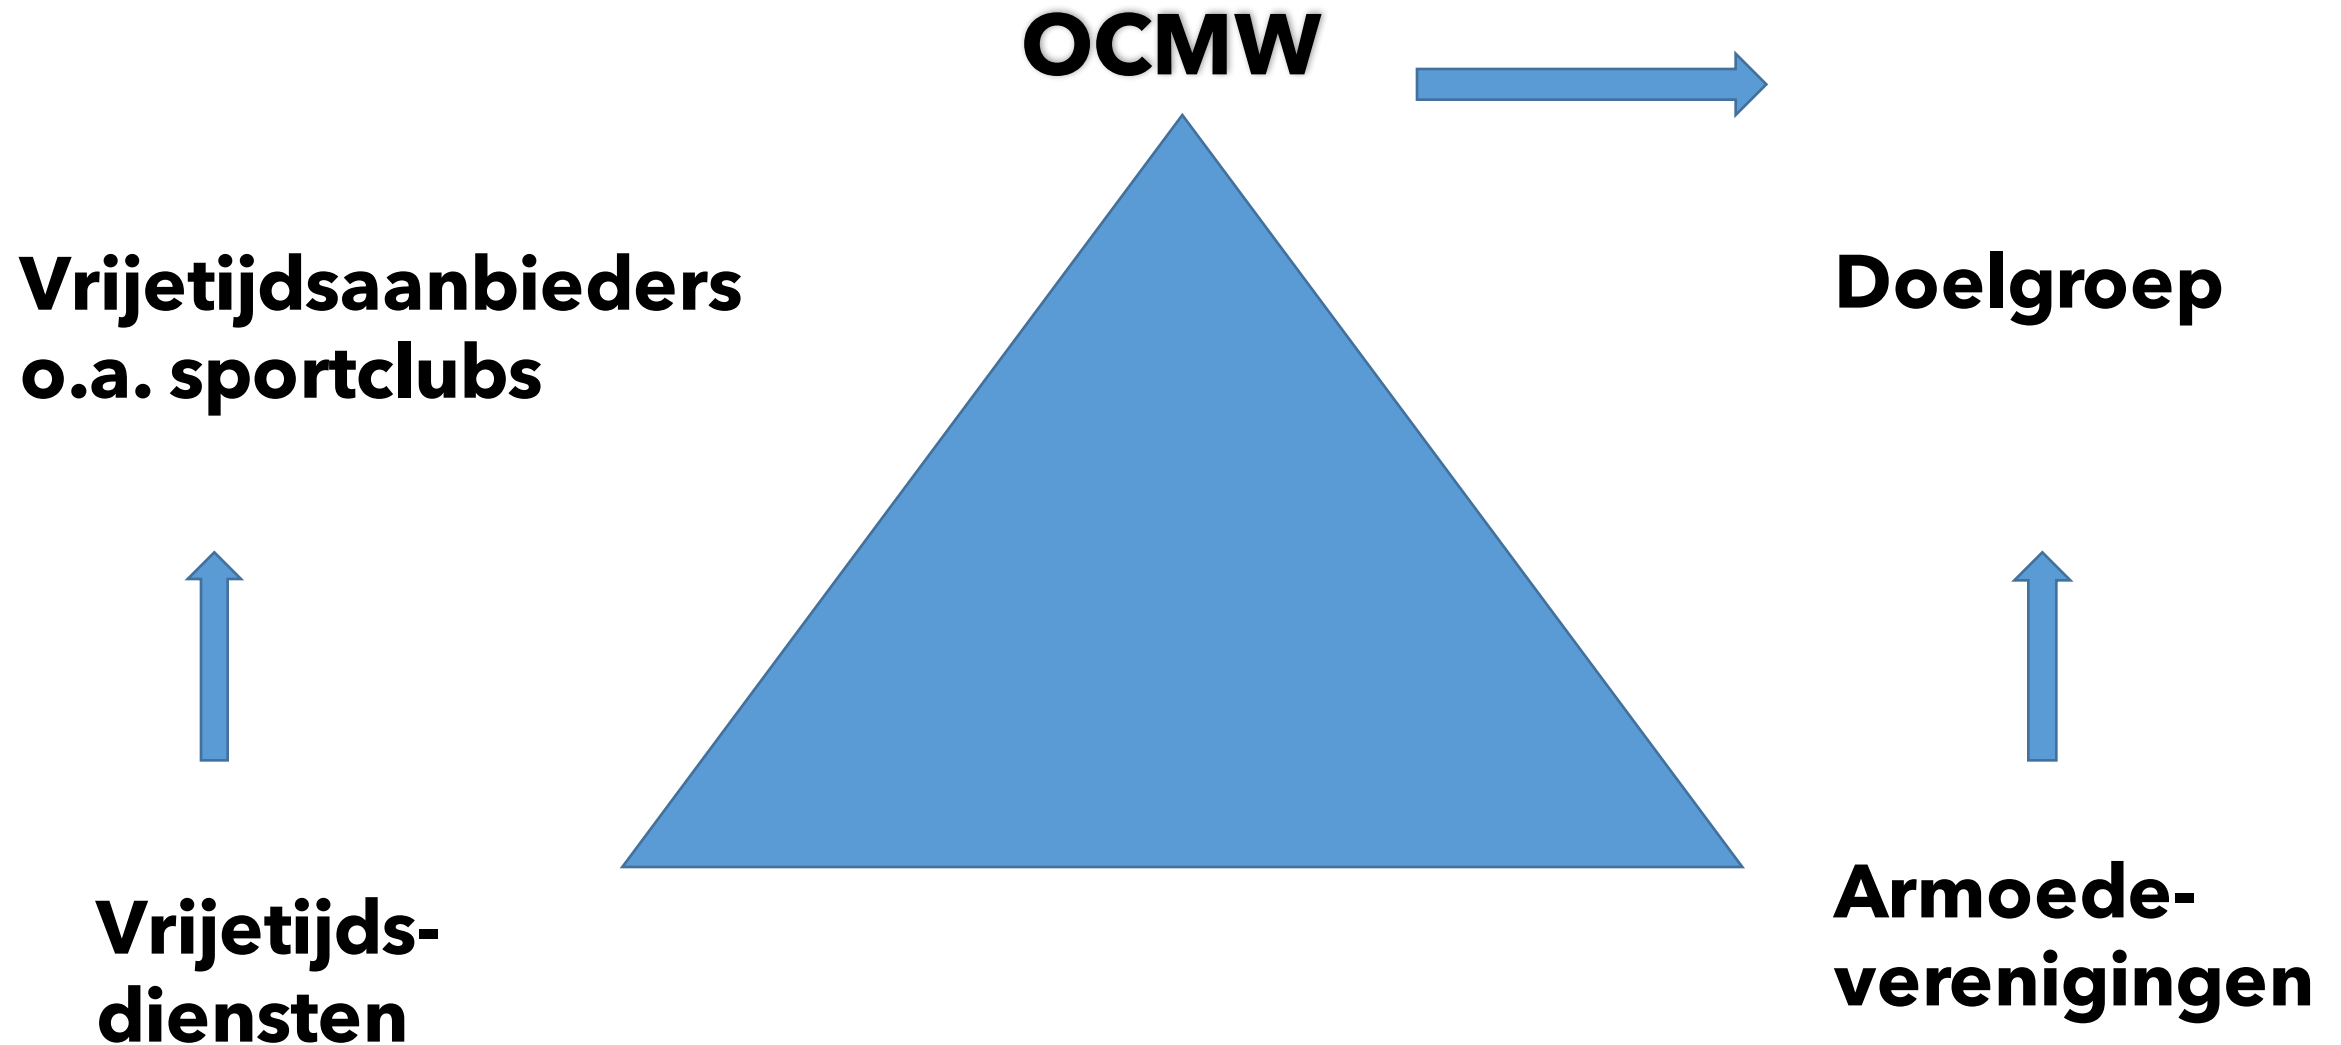 OCMW
Vrijetijdsaanbieders
o.a. sportclubs
Doelgroep
Vrijetijds-
diensten
Armoede-
verenigingen